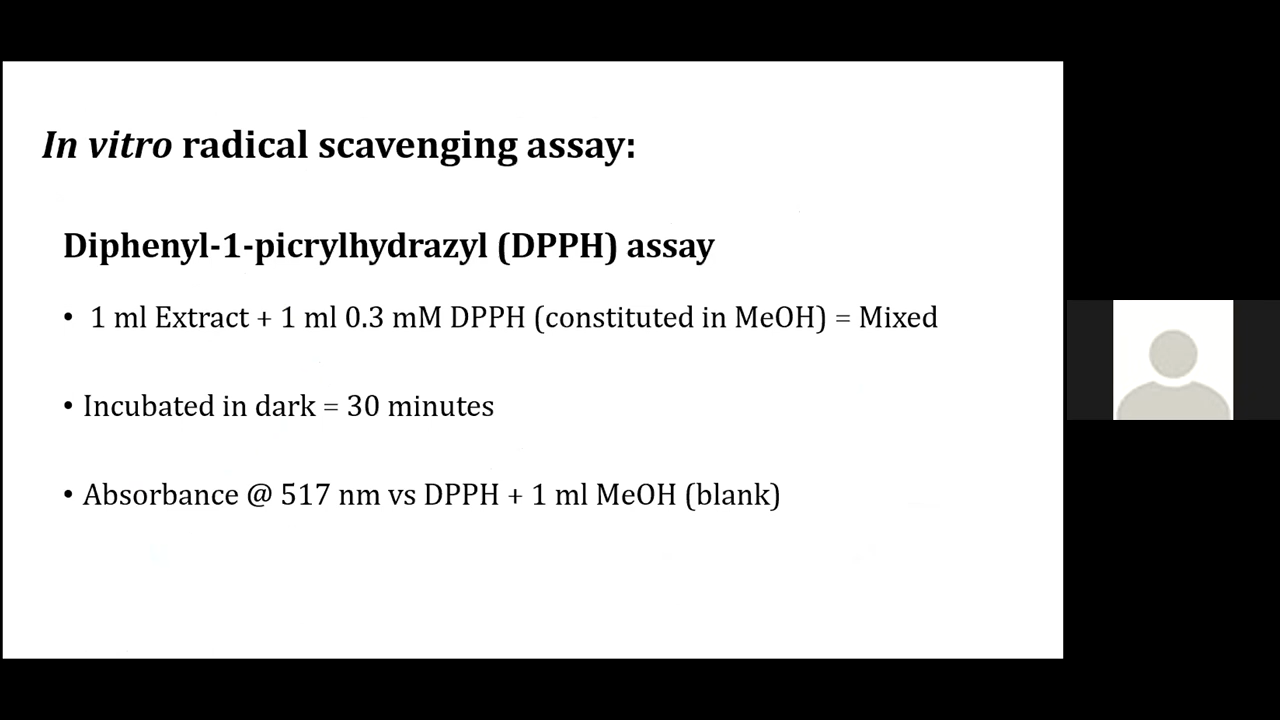 In vitro radical scavenging assay:
Diphenyl-1-picrylhydrazyl (DPPH) assay
• 1 ml Extract + 1 ml 0.3 mM DPPH (constituted in MeOH) = Mixed
• Incubated in dark = 30 minutes
• Absorbance @ 517 nm vs DPPH + 1 ml MeOH (blank)